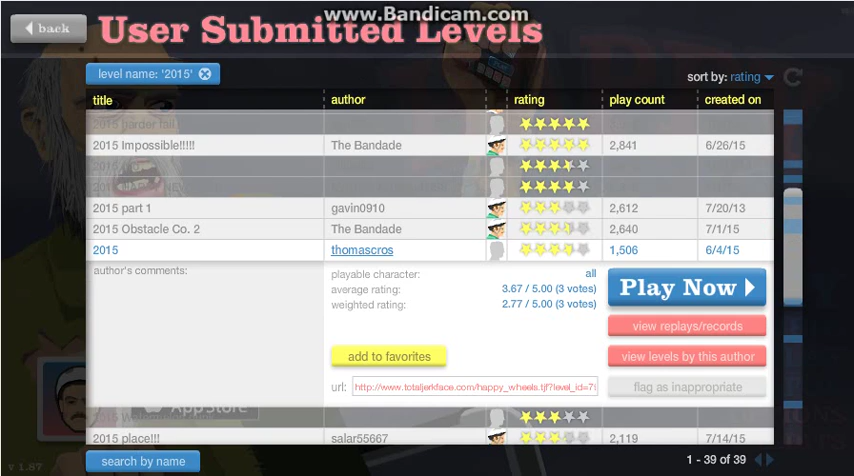 www.Bandicam.com
back
User Submitted Levels
level name: '2015'
sort by: rating
title author rating play count created on
2015 harder fall
2015 Impossible!!!!! The Bandade 2,841 6/26/15
2015 part 1 gavin0910 2,612 7/20/13
2015 Obstacle Co. 2 The Bandade 2,640 7/1/15
2015 thomascros 1,506 6/4/15
author's comments:
playable character: all
average rating: 3.67 / 5.00 (3 votes)
weighted rating: 2.77 / 5.00 (3 votes)
Play Now
view replays/records
add to favorites
view levels by this author
url: http://www.totaljerkface.com/happy_wheels.tjf?level_id=7
flag as inappropriate
App Store
2015 place!!! salar55667 2,119 7/14/15
search by name
1 - 39 of 39
v 1.87